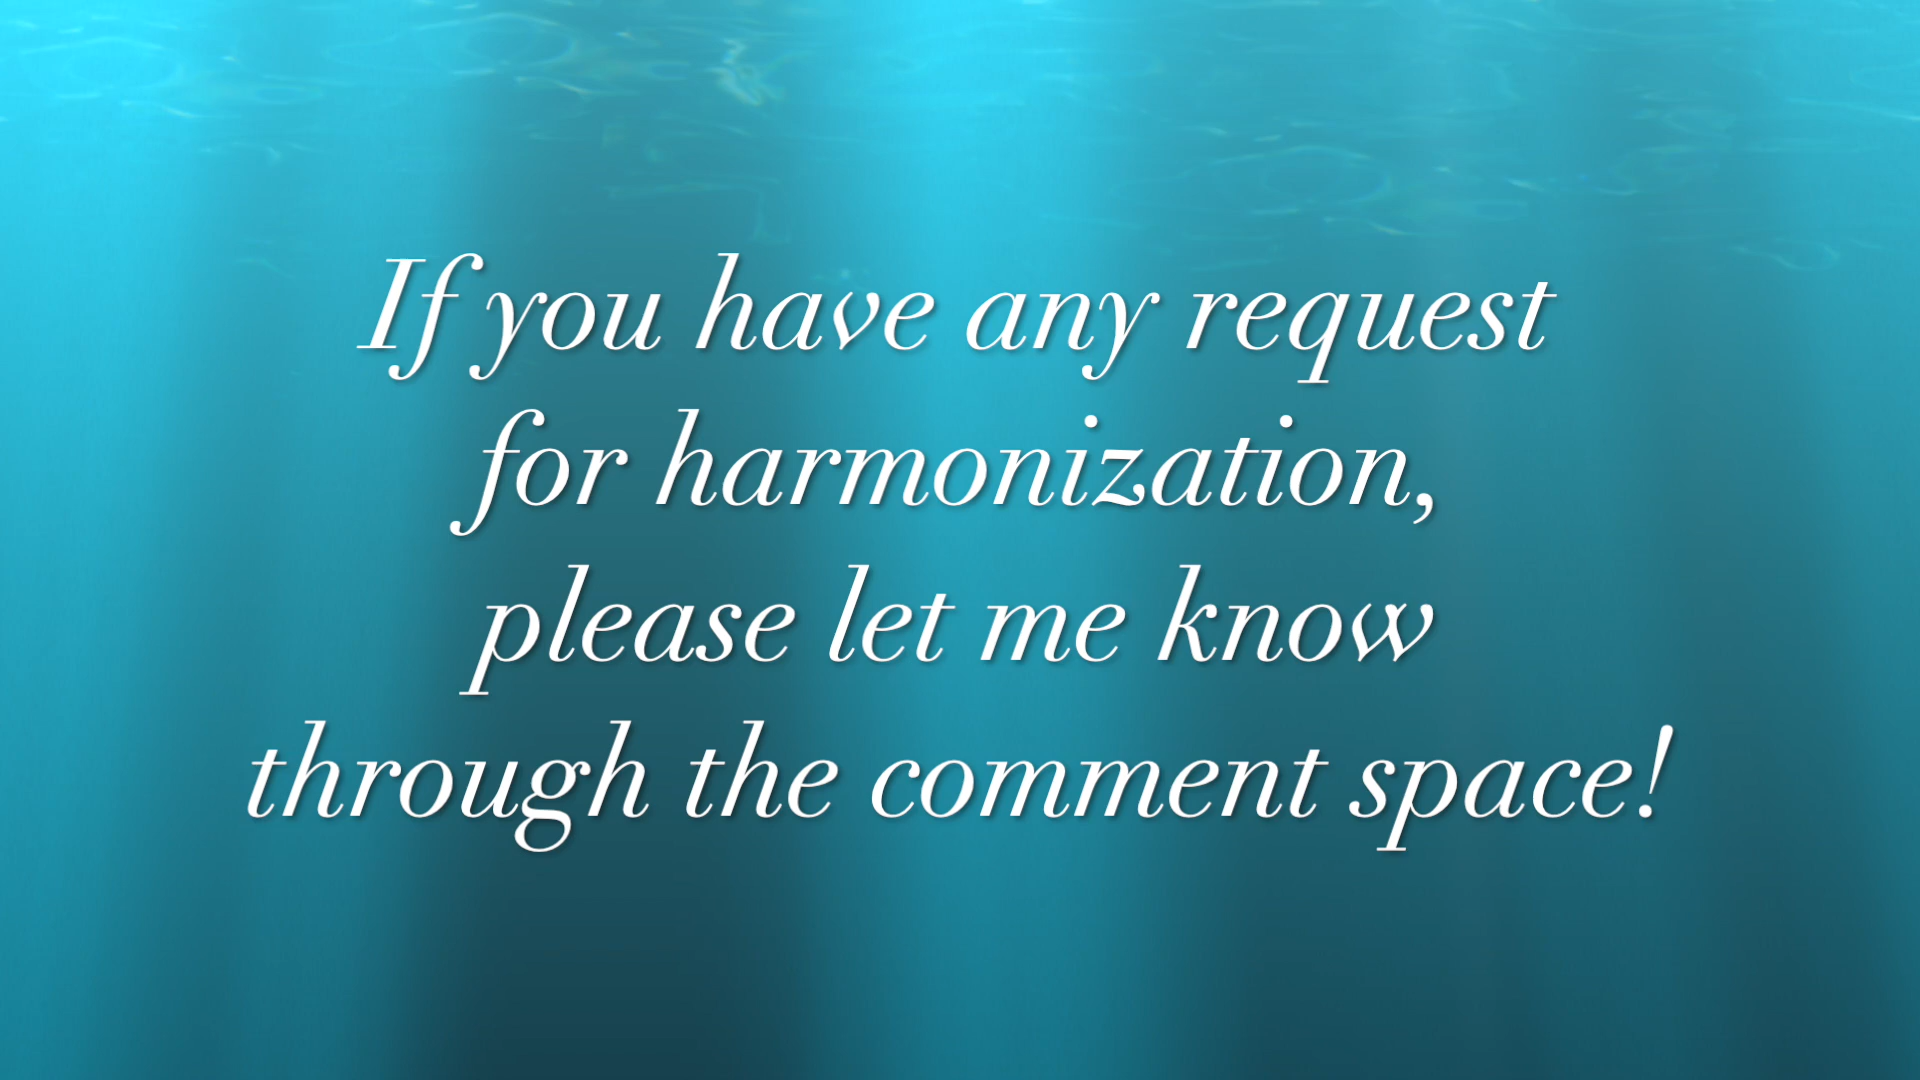 If you have any request
for harmonization,
please let me know
through the comment space!